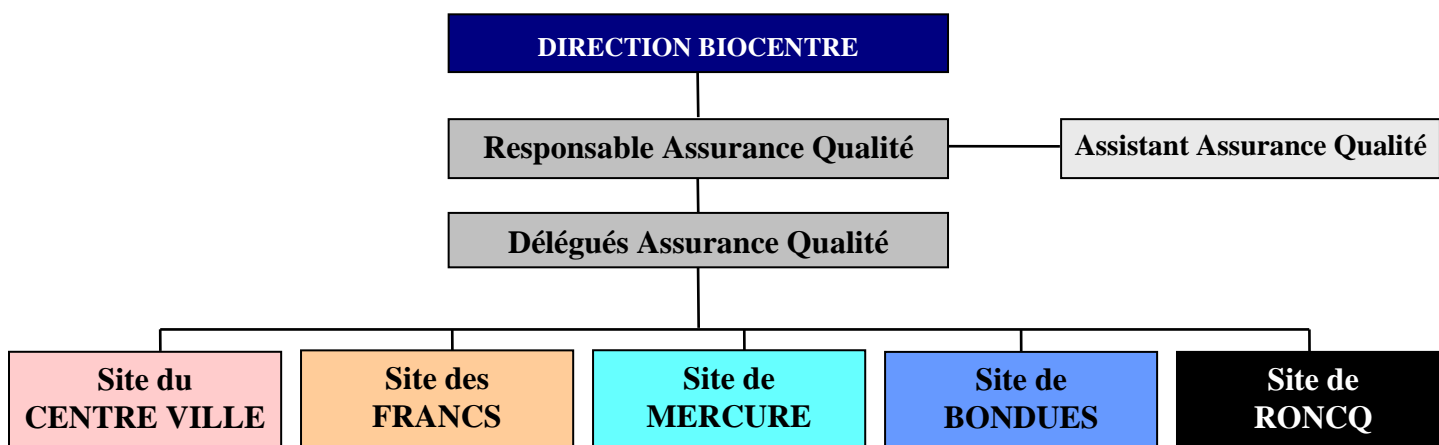 DIRECTION BIOCENTRE
Responsable Assurance Qualité
Assistant Assurance Qualité
Délégués Assurance Qualité
Site du
CENTRE VILLE
Site des
FRANCS
Site de
MERCURE
Site de
BONDUES
Site de
RONCQ